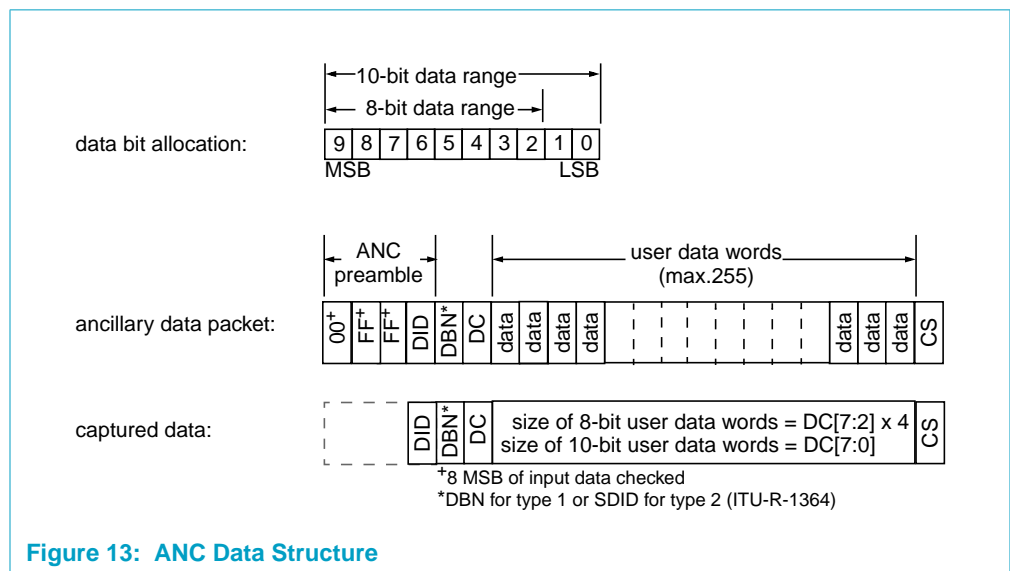 10-bit data range
8-bit data range
data bit allocation:
9 8 7 6 5 4 3 2 1 0
MSB LSB
ANC preamble
user data words
(max.255)
ancillary data packet:
00+ FF+ FF+ DID DBN* DC data data data data data data data CS
captured data:
DID DBN* DC
size of 8-bit user data words = DC[7:2] x 4
size of 10-bit user data words = DC[7:0]
CS
+8 MSB of input data checked
*DBN for type 1 or SDID for type 2 (ITU-R-1364)
Figure 13: ANC Data Structure